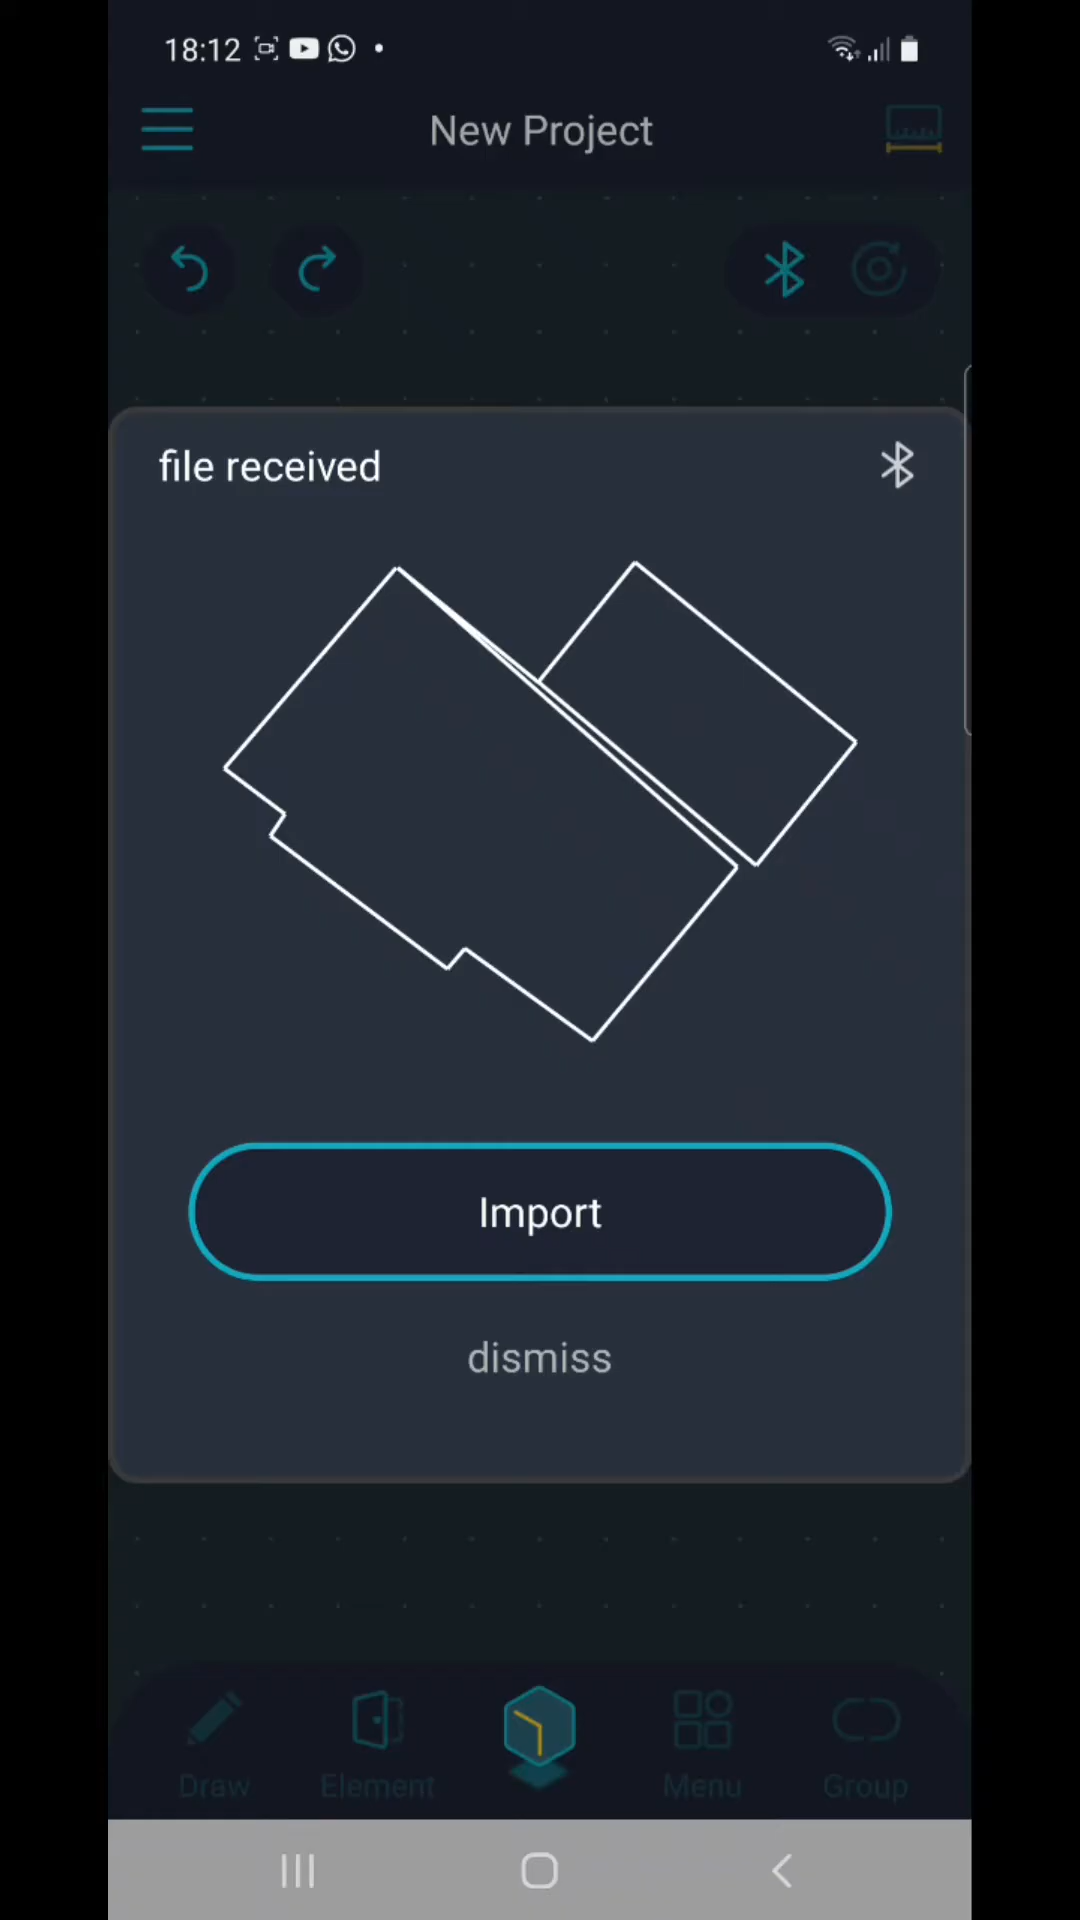 18:12
New Project
file received
Import
dismiss
Draw Element Menu Group